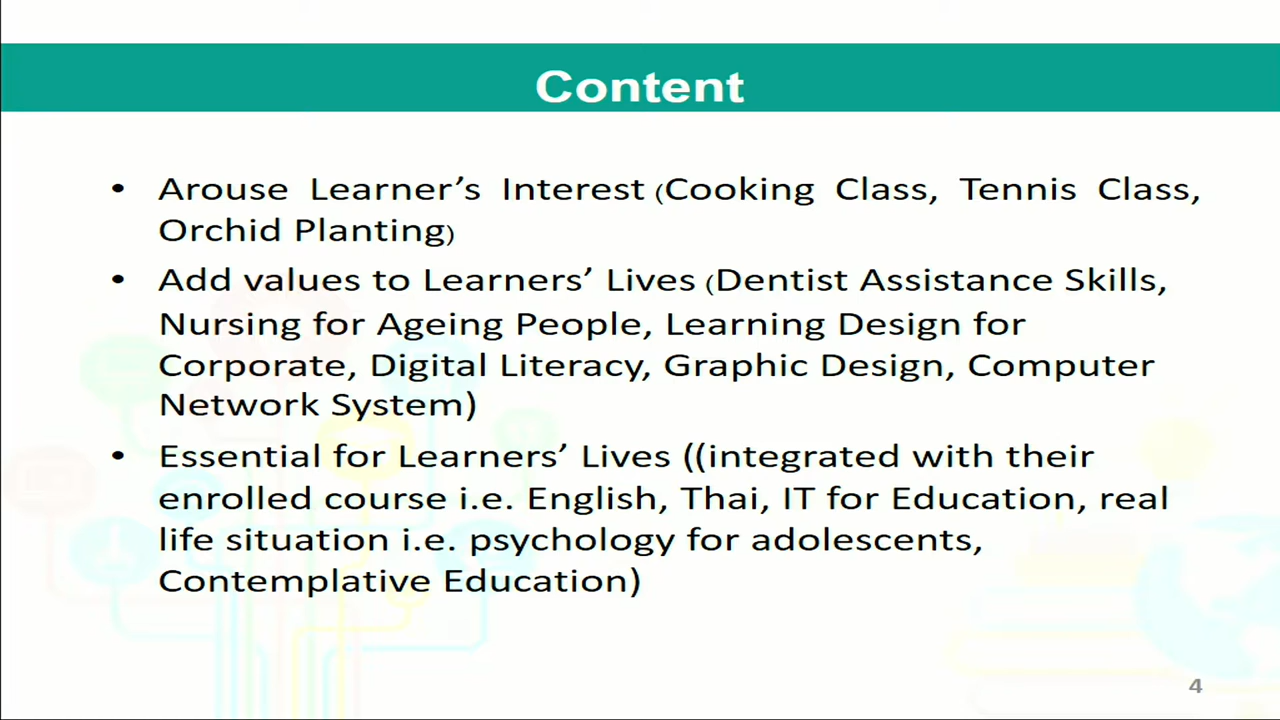 Content
• Arouse Learner’s Interest (Cooking Class, Tennis Class,
Orchid Planting)
• Add values to Learners’ Lives (Dentist Assistance Skills,
Nursing for Ageing People, Learning Design for
Corporate, Digital Literacy, Graphic Design, Computer
Network System)
• Essential for Learners’ Lives ((integrated with their
enrolled course i.e. English, Thai, IT for Education, real
life situation i.e. psychology for adolescents,
Contemplative Education)
4